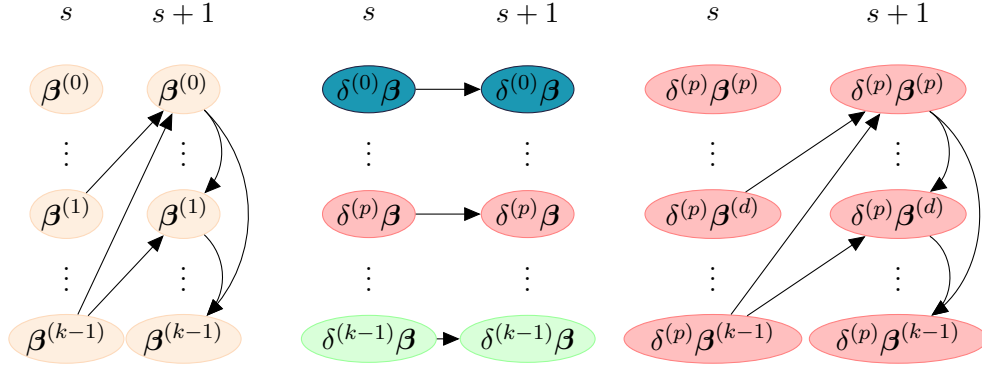 s s + 1 s s + 1 s s + 1
β^(0) β^(0) δ^(0)β δ^(0)β δ^(p)β^(p) δ^(p)β^(p)
⋮ ⋮ ⋮ ⋮ ⋮ ⋮
β^(1) β^(1) δ^(p)β δ^(p)β δ^(p)β^(d) δ^(p)β^(d)
⋮ ⋮ ⋮ ⋮ ⋮ ⋮
β^(k−1) β^(k−1) δ^(k−1)β δ^(k−1)β δ^(p)β^(k−1) δ^(p)β^(k−1)